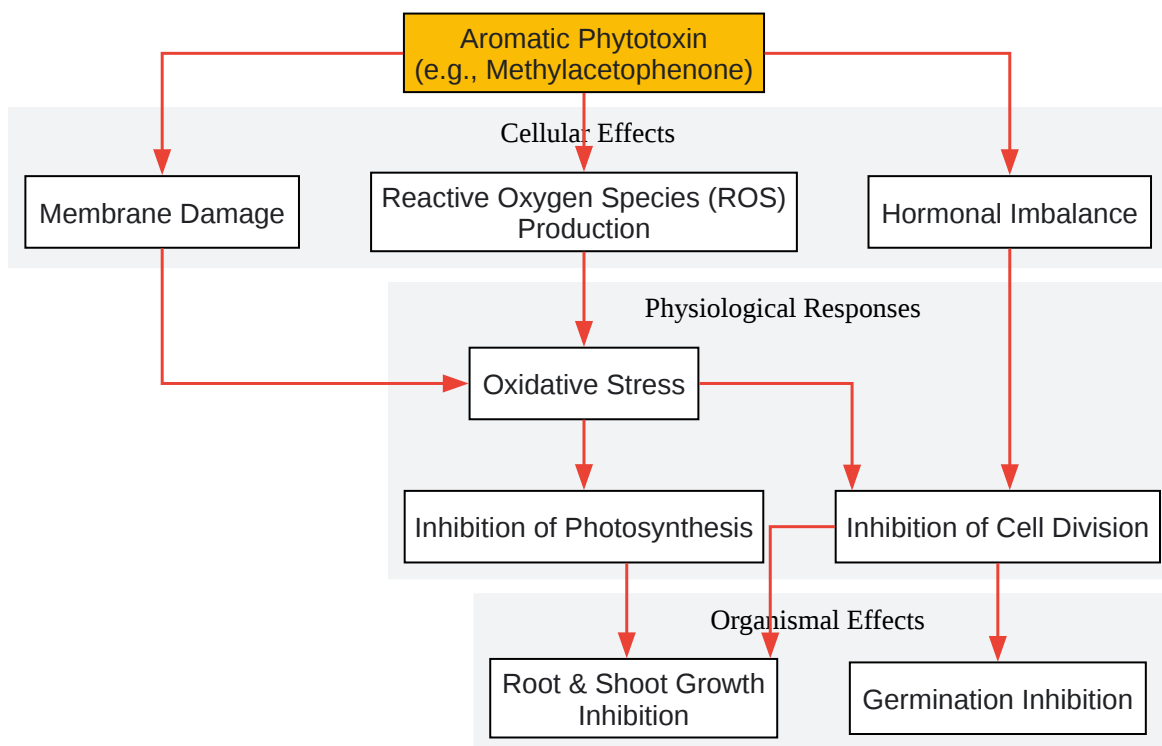 Aromatic Phytotoxin
(e.g., Methylacetophenone)
Cellular Effects
Membrane Damage
Reactive Oxygen Species (ROS)
Production
Hormonal Imbalance
Physiological Responses
Oxidative Stress
Inhibition of Photosynthesis
Inhibition of Cell Division
Organismal Effects
Root & Shoot Growth
Inhibition
Germination Inhibition